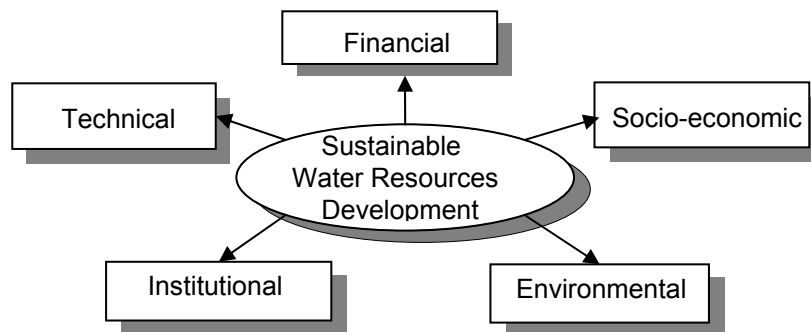 Financial
Technical
Socio-economic
Sustainable
Water Resources
Development
Institutional
Environmental